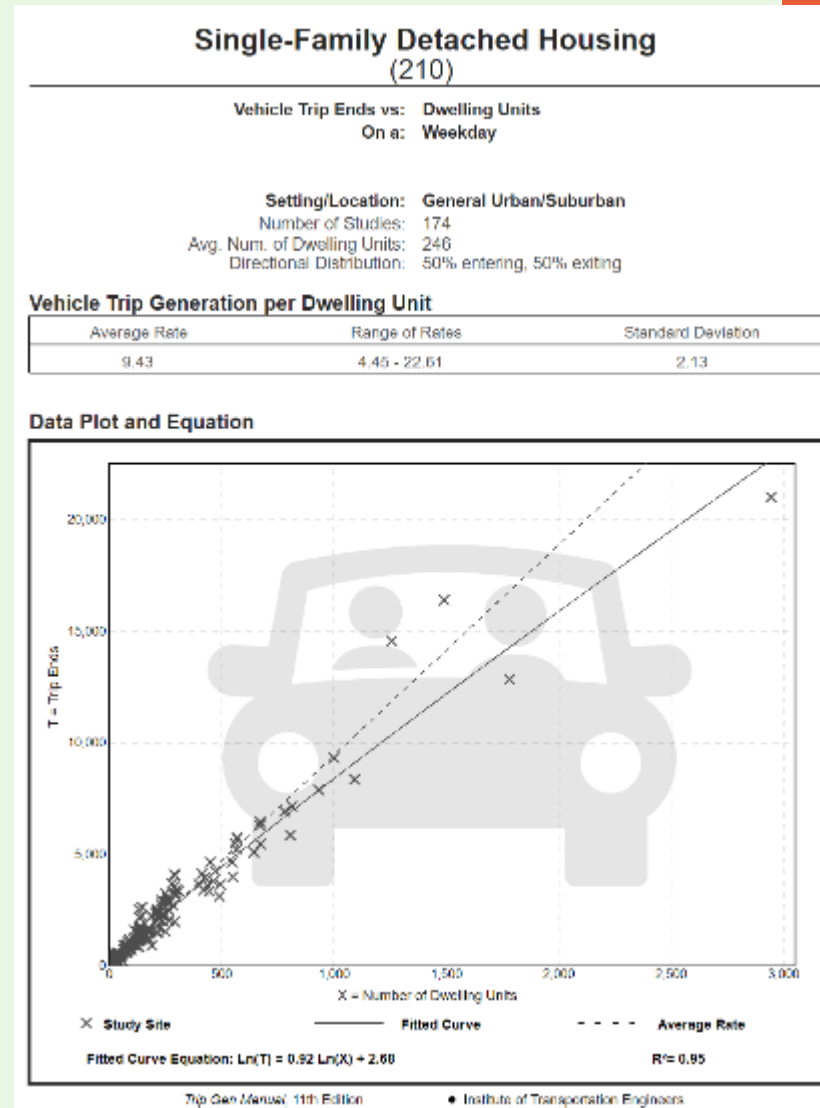 Single-Family Detached Housing
(210)
Vehicle Trip Ends vs: Dwelling Units
On a: Weekday
Setting/Location: General Urban/Suburban
Number of Studies: 174
Avg. Num. of Dwelling Units: 246
Directional Distribution: 50% entering, 50% exiting
Vehicle Trip Generation per Dwelling Unit
Average Rate Range of Rates Standard Deviation
9.43 4.45 - 22.61 2.13
Data Plot and Equation
T = Trip Ends
20,000
15,000
10,000
5,000
0
0 500 1,000 1,500 2,000 2,500 3,000
X = Number of Dwelling Units
Study Site Fitted Curve Average Rate
Fitted Curve Equation: Ln(T) = 0.92 Ln(X) + 2.68 R²= 0.95
Trip Gen Manual, 11th Edition ● Institute of Transportation Engineers